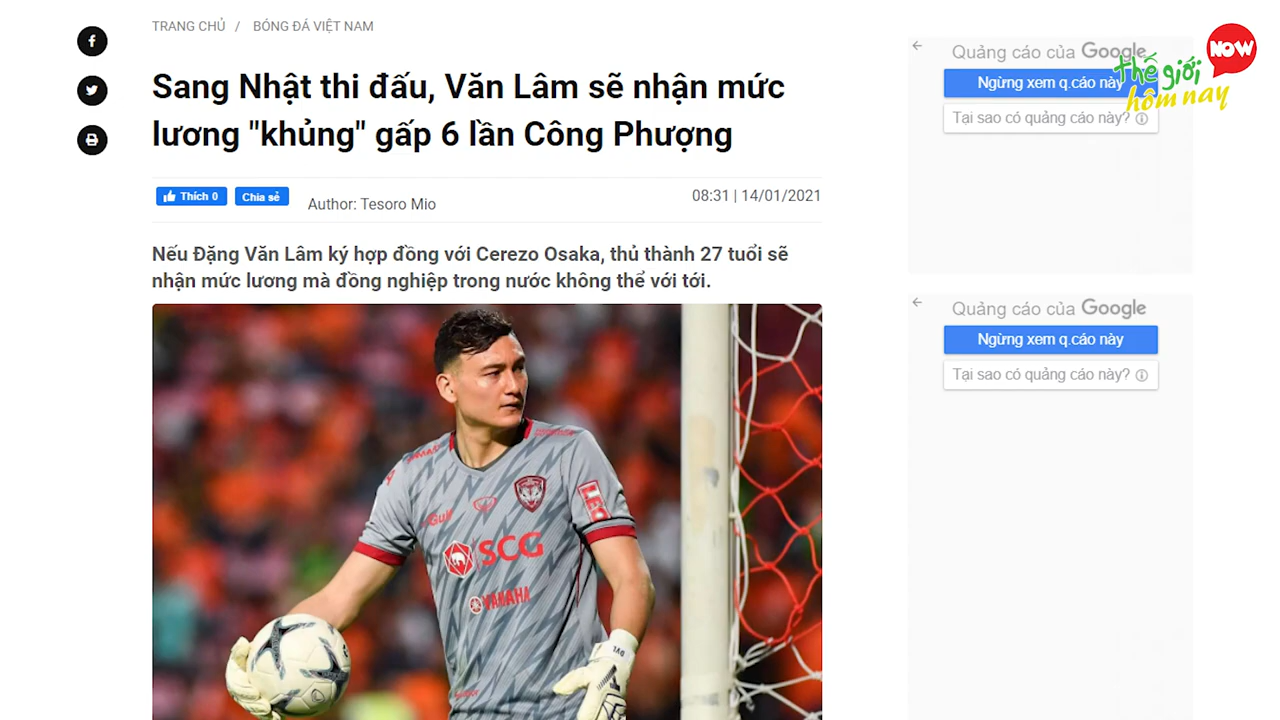 TRANG CHỦ / BÓNG ĐÁ VIỆT NAM
Sang Nhật thi đấu, Văn Lâm sẽ nhận mức
lương "khủng" gấp 6 lần Công Phượng
Thích 0 Chia sẻ Author: Tesoro Mio 08:31 | 14/01/2021
Nếu Đặng Văn Lâm ký hợp đồng với Cerezo Osaka, thủ thành 27 tuổi sẽ
nhận mức lương mà đồng nghiệp trong nước không thể với tới.
Gulf
LEO
SCG
YAMAHA
DVL
Quảng cáo của Google
Ngừng xem q.cáo này
Tại sao có quảng cáo này?
Quảng cáo của Google
Ngừng xem q.cáo này
Tại sao có quảng cáo này?
NOW
thế giới
hôm nay